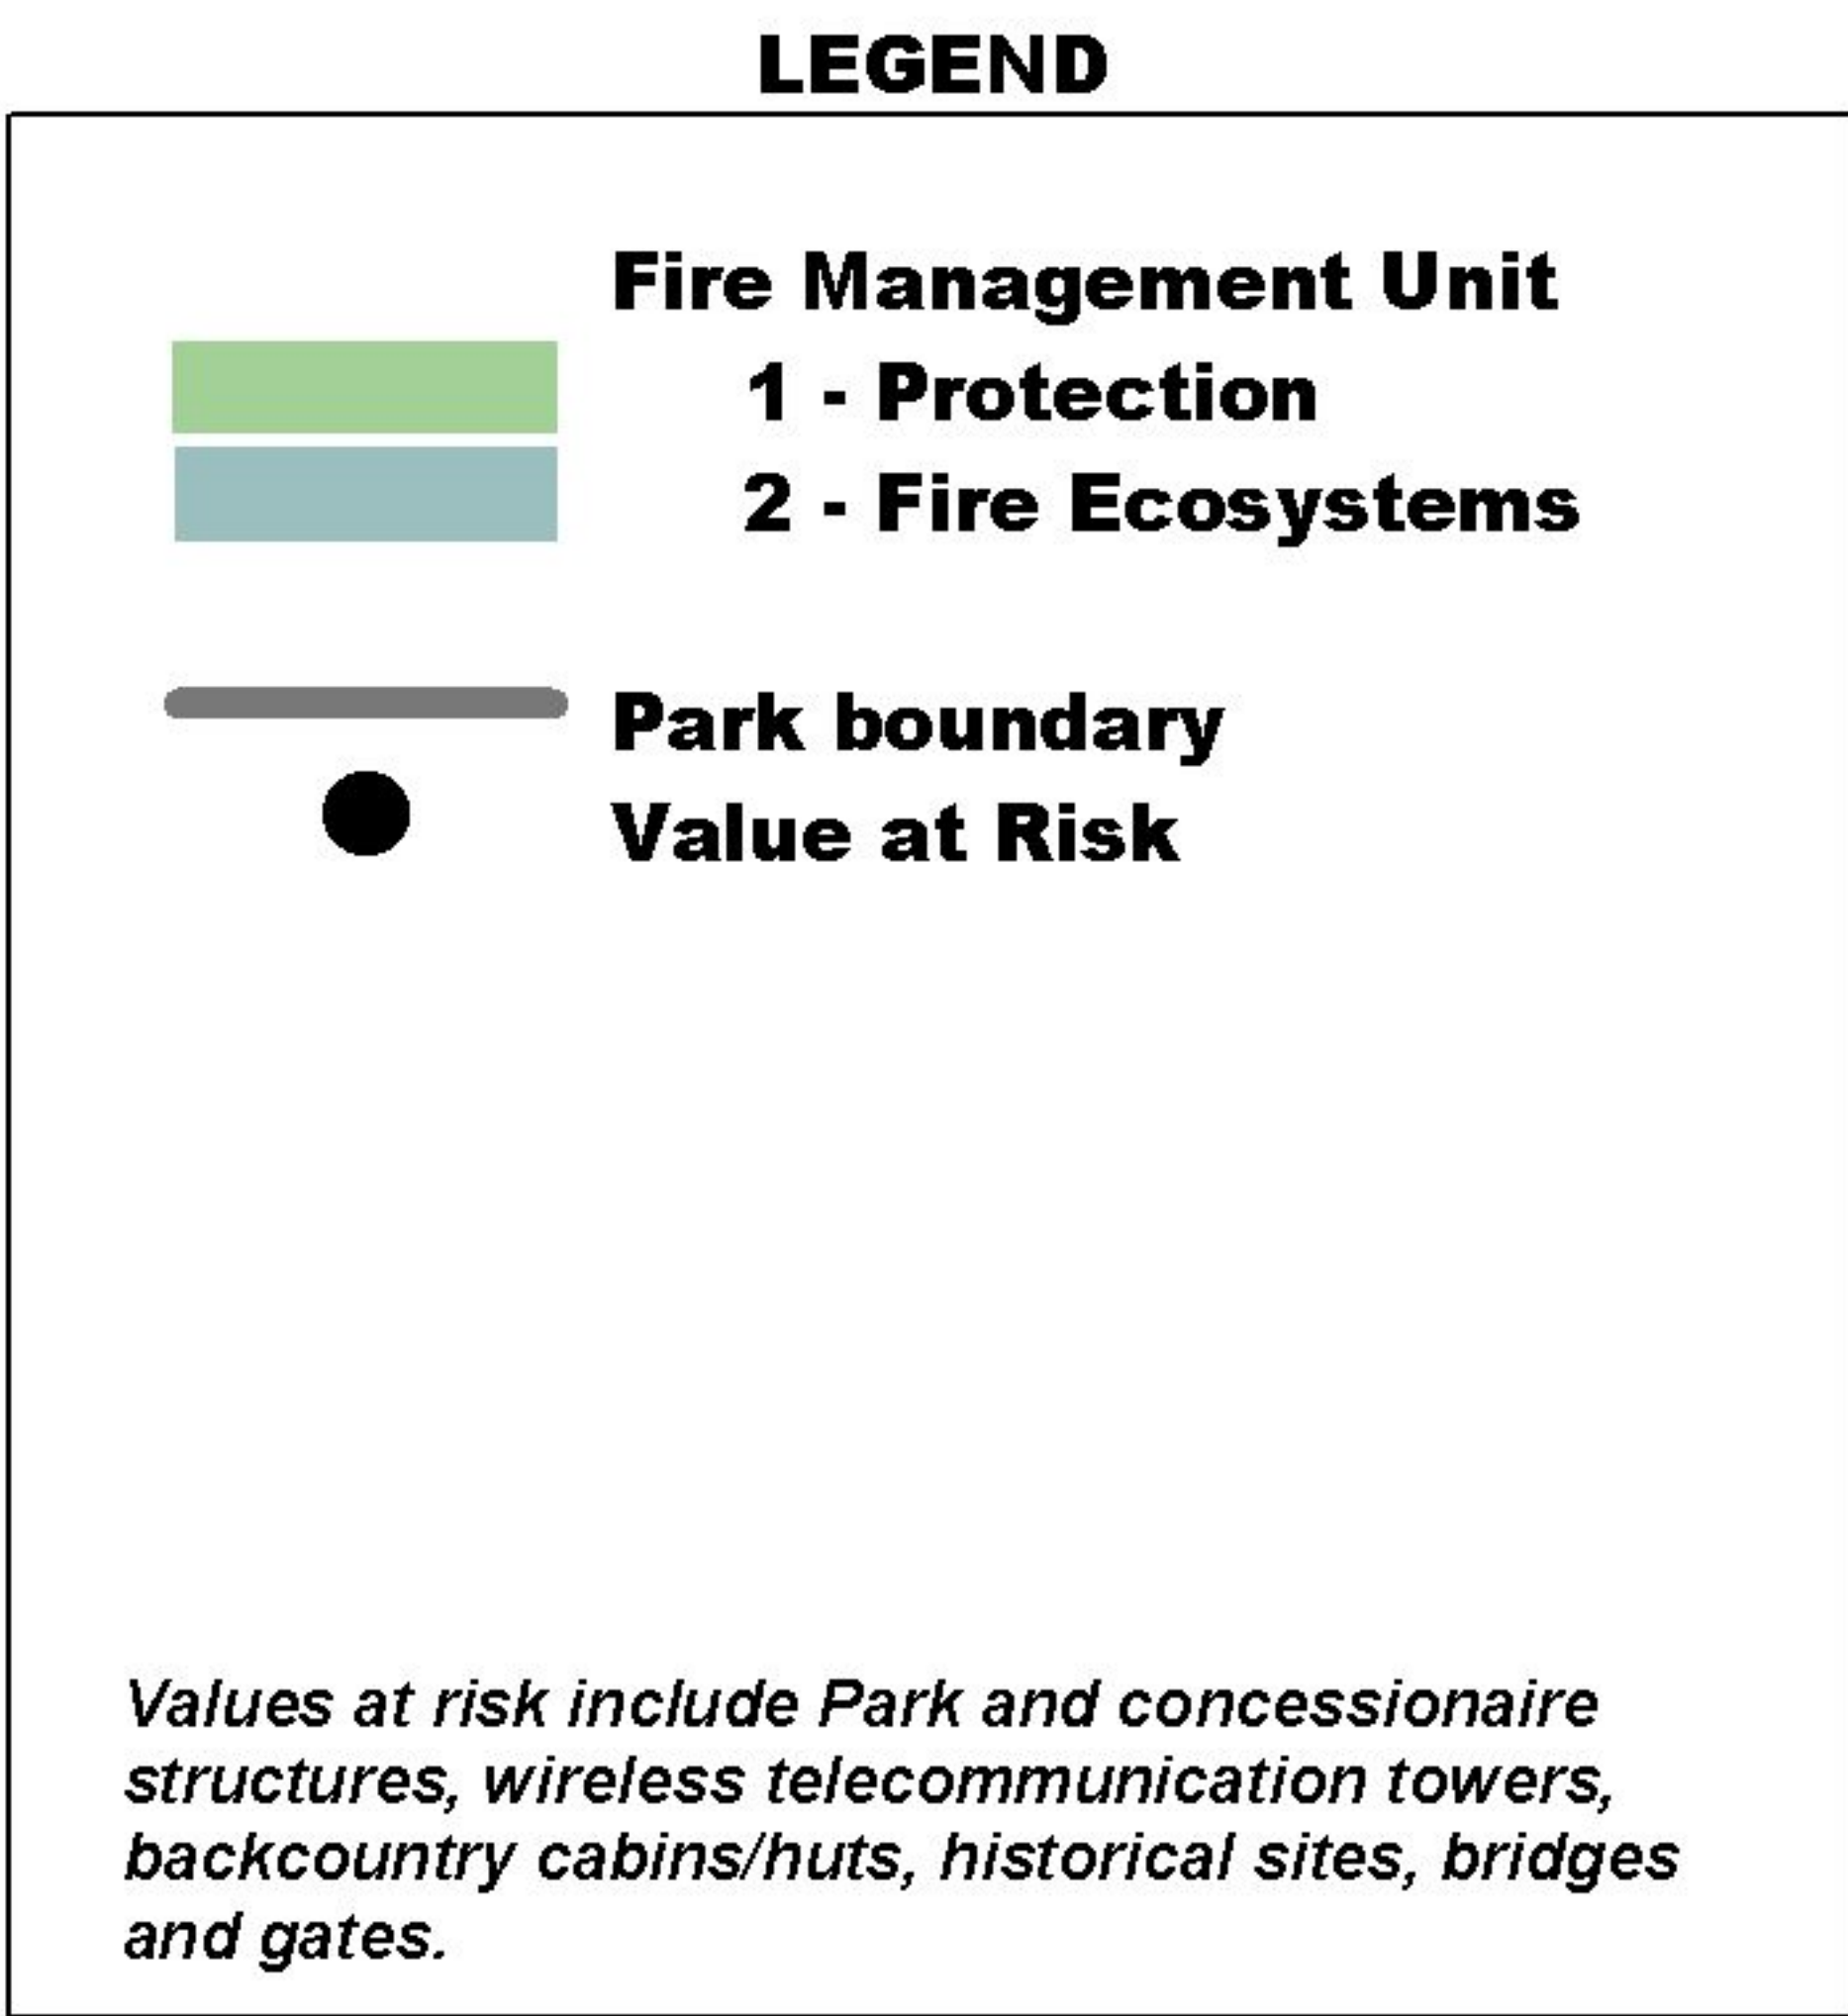 LEGEND
Fire Management Unit
1 - Protection
2 - Fire Ecosystems
Park boundary
Value at Risk
Values at risk include Park and concessionaire
structures, wireless telecommunication towers,
backcountry cabins/huts, historical sites, bridges
and gates.